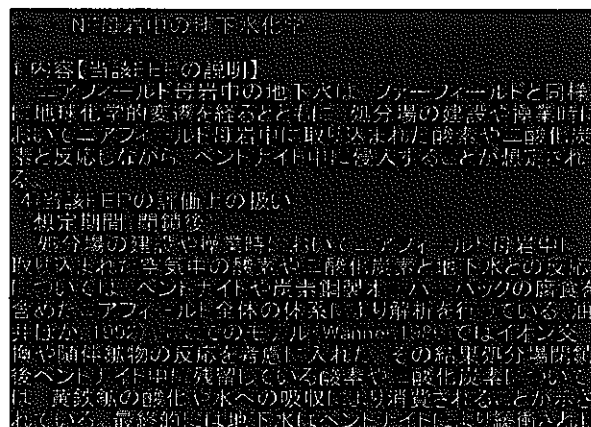 母岩中の地下水化学
1.内容【当該FEPの説明】
ニアフィールド母岩中の地下水は、ファーフィールドと同様
に地球化学的変遷を経るとともに、処分場の建設や操業時に
おいてニアフィールド母岩中に取り込まれた酸素や二酸化炭
素と反応しながら、ベントナイト中に侵入することが想定され
る。
4.当該FEPの評価上の扱い
想定期間:閉鎖後
処分場の建設や操業時においてニアフィールド母岩中に
取り込まれた空気中の酸素や二酸化炭素と地下水との反応
については、ベントナイトや炭素鋼製オーバーパックの腐食を
含めたニアフィールド全体の体系により解析を行っている(油
井ほか,1992)。ここでのモデル(Wanner,1986)ではイオン交
換や随伴鉱物の反応を考慮に入れた。その結果処分場閉鎖
後ベントナイト中に残留している酸素や二酸化炭素について
は、黄鉄鉱の酸化や水への吸収により消費されることが示さ
れている。最終的には地下水はベントナイトにより緩衝され